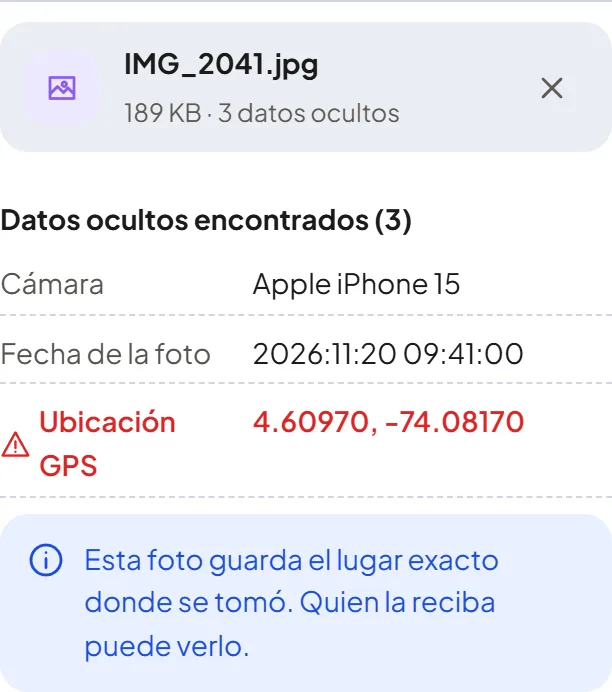 IMG_2041.jpg
189 KB · 3 datos ocultos
Datos ocultos encontrados (3)
Cámara Apple iPhone 15
Fecha de la foto 2026:11:20 09:41:00
Ubicación GPS 4.60970, -74.08170
Esta foto guarda el lugar exacto
donde se tomó. Quien la reciba
puede verlo.